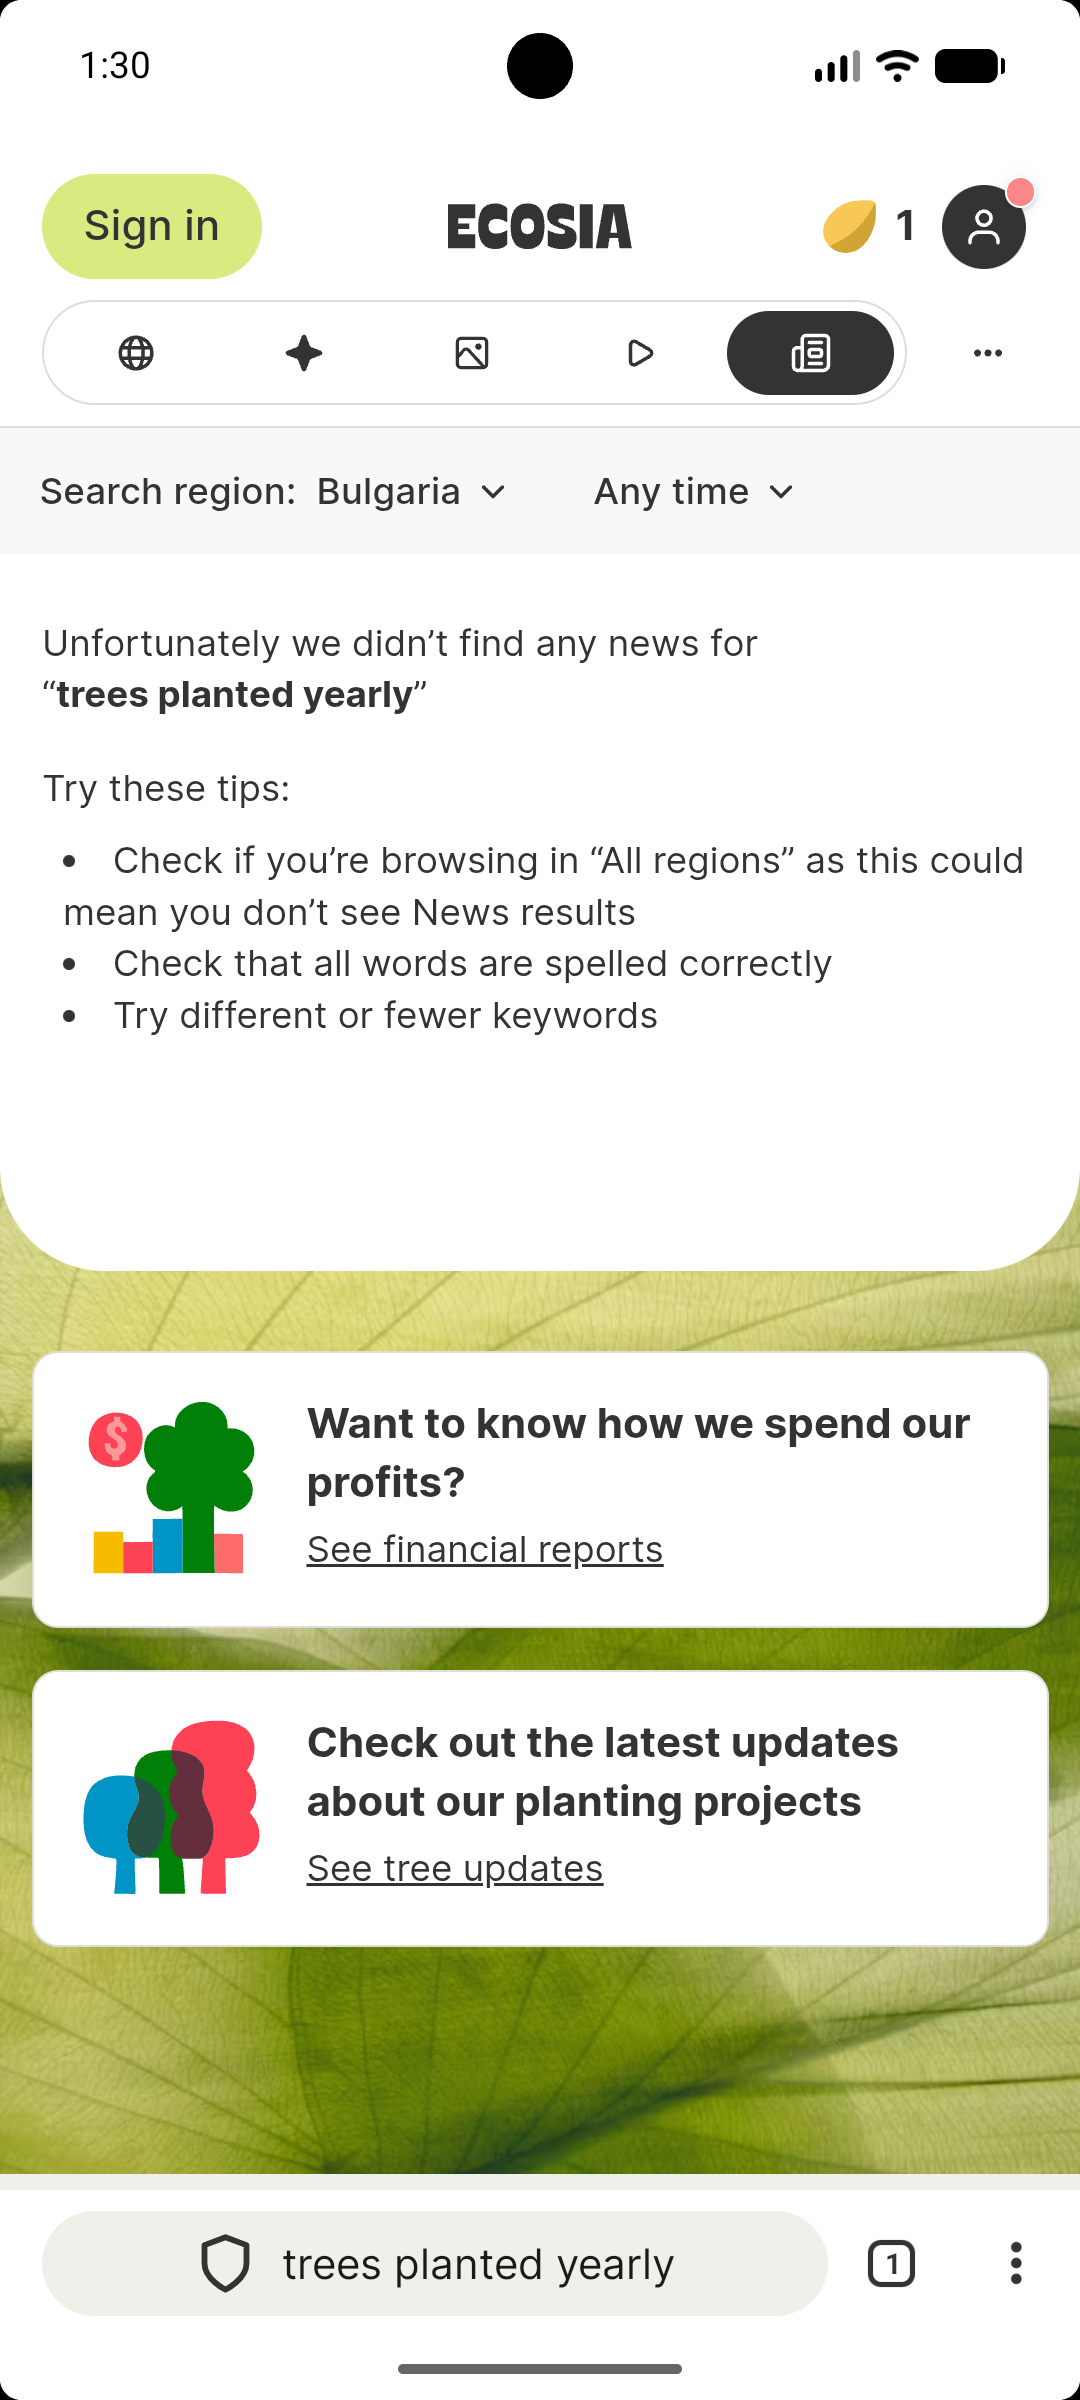 1:30
Sign in
ECOSIA
1
Search region: Bulgaria
Any time
Unfortunately we didn’t find any news for
“trees planted yearly”
Try these tips:
• Check if you’re browsing in “All regions” as this could
mean you don’t see News results
• Check that all words are spelled correctly
• Try different or fewer keywords
$
Want to know how we spend our
profits?
See financial reports
Check out the latest updates
about our planting projects
See tree updates
trees planted yearly
1